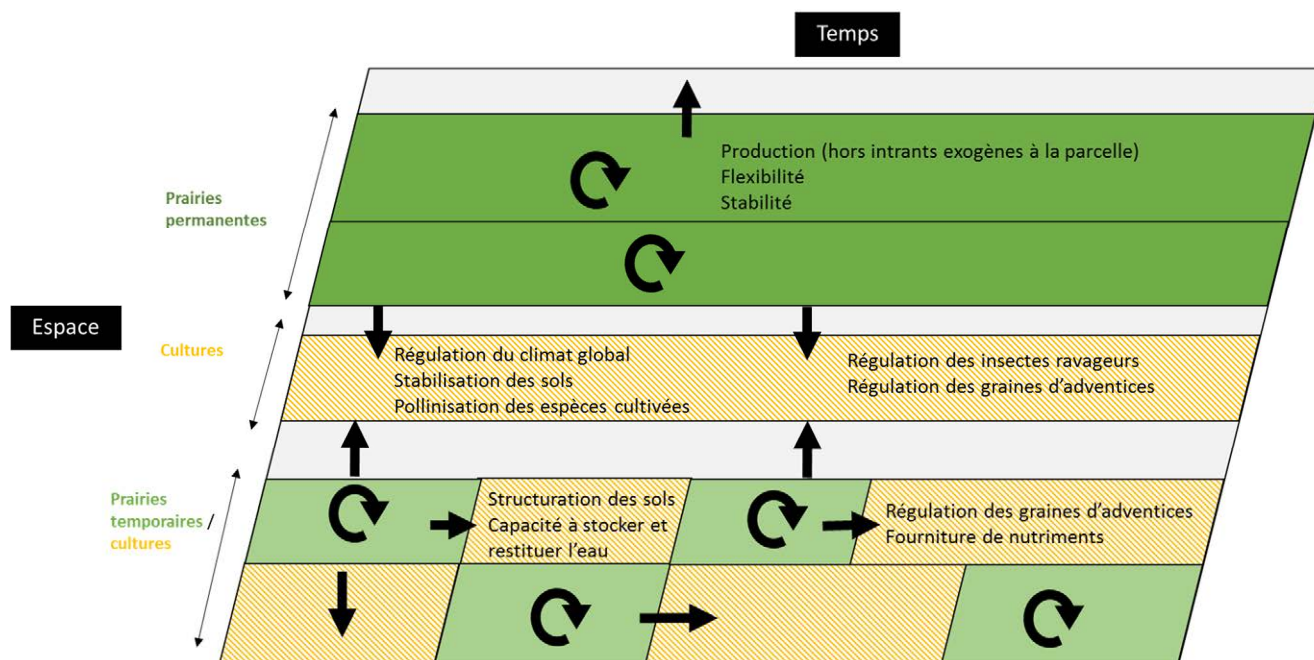 Temps
Production (hors intrants exogènes à la parcelle)
Flexibilité
Stabilité
Prairies
permanentes
Espace
Cultures
Régulation du climat global
Stabilisation des sols
Pollinisation des espèces cultivées
Régulation des insectes ravageurs
Régulation des graines d’adventices
Prairies
temporaires /
cultures
Structuration des sols
Capacité à stocker et
restituer l’eau
Régulation des graines d’adventices
Fourniture de nutriments